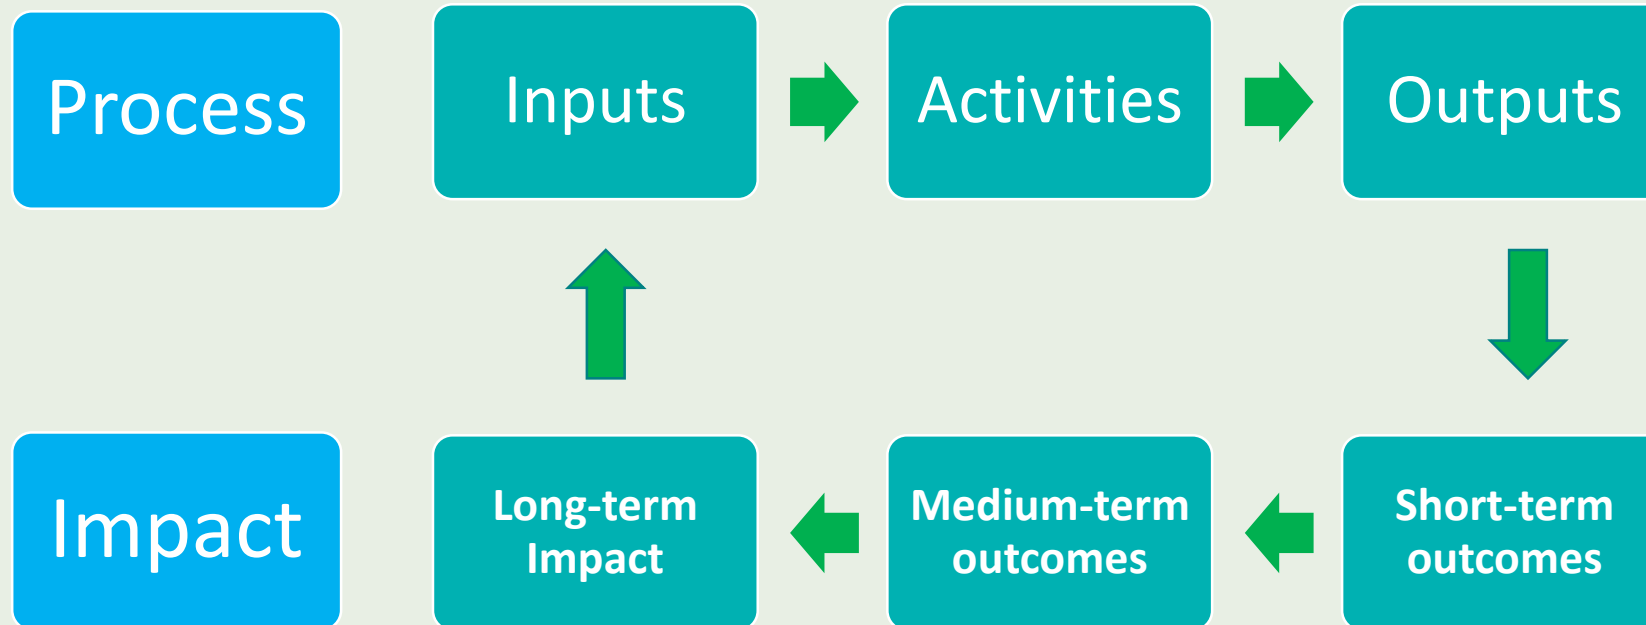 Process
Inputs
Activities
Outputs
Impact
Long-term
Impact
Medium-term
outcomes
Short-term
outcomes